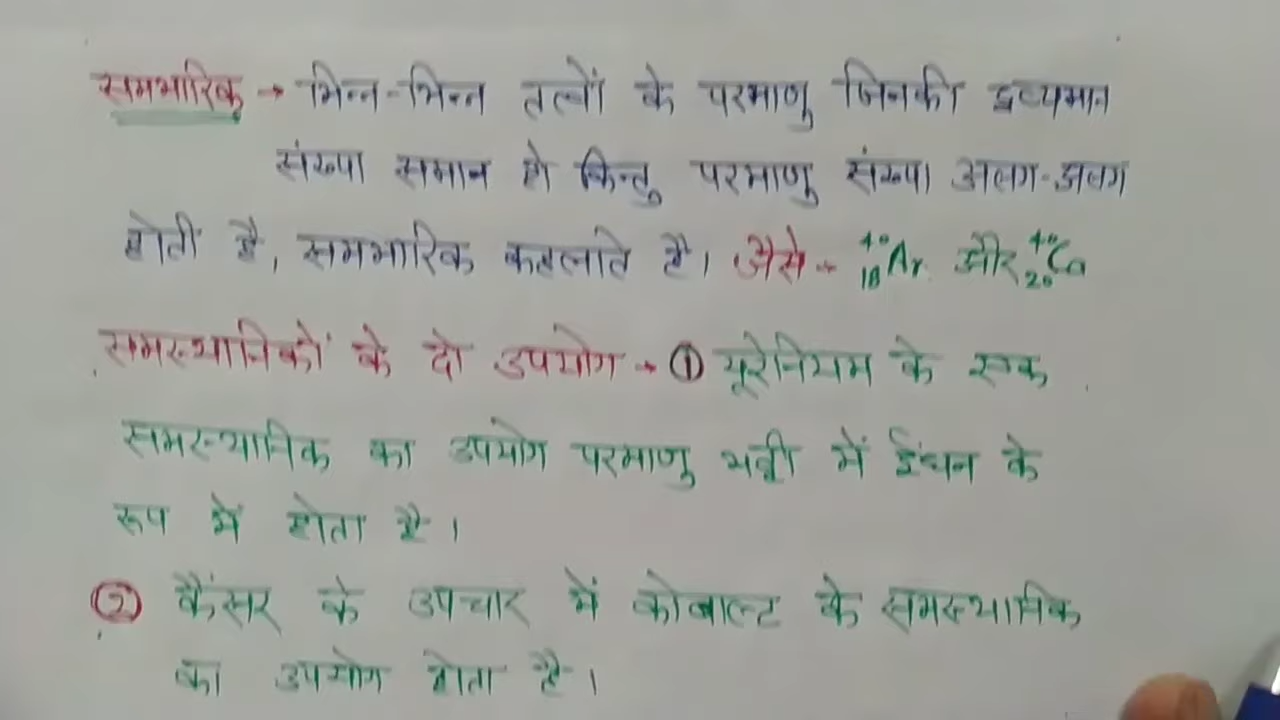 समभारिक → भिन्न-भिन्न तत्वों के परमाणु जिनकी द्रव्यमान
संख्या समान हो किन्तु परमाणु संख्या अलग-अलग
होती है, समभारिक कहलाते है। जैसे → ⁴⁰₁₈Ar और ⁴⁰₂₀Ca
समस्थानिकों के दो उपयोग → ① यूरेनियम के एक
समस्थानिक का उपयोग परमाणु भट्टी में ईंधन के
रूप में होता है।
② कैंसर के उपचार में कोबाल्ट के समस्थानिक
का उपयोग होता है।